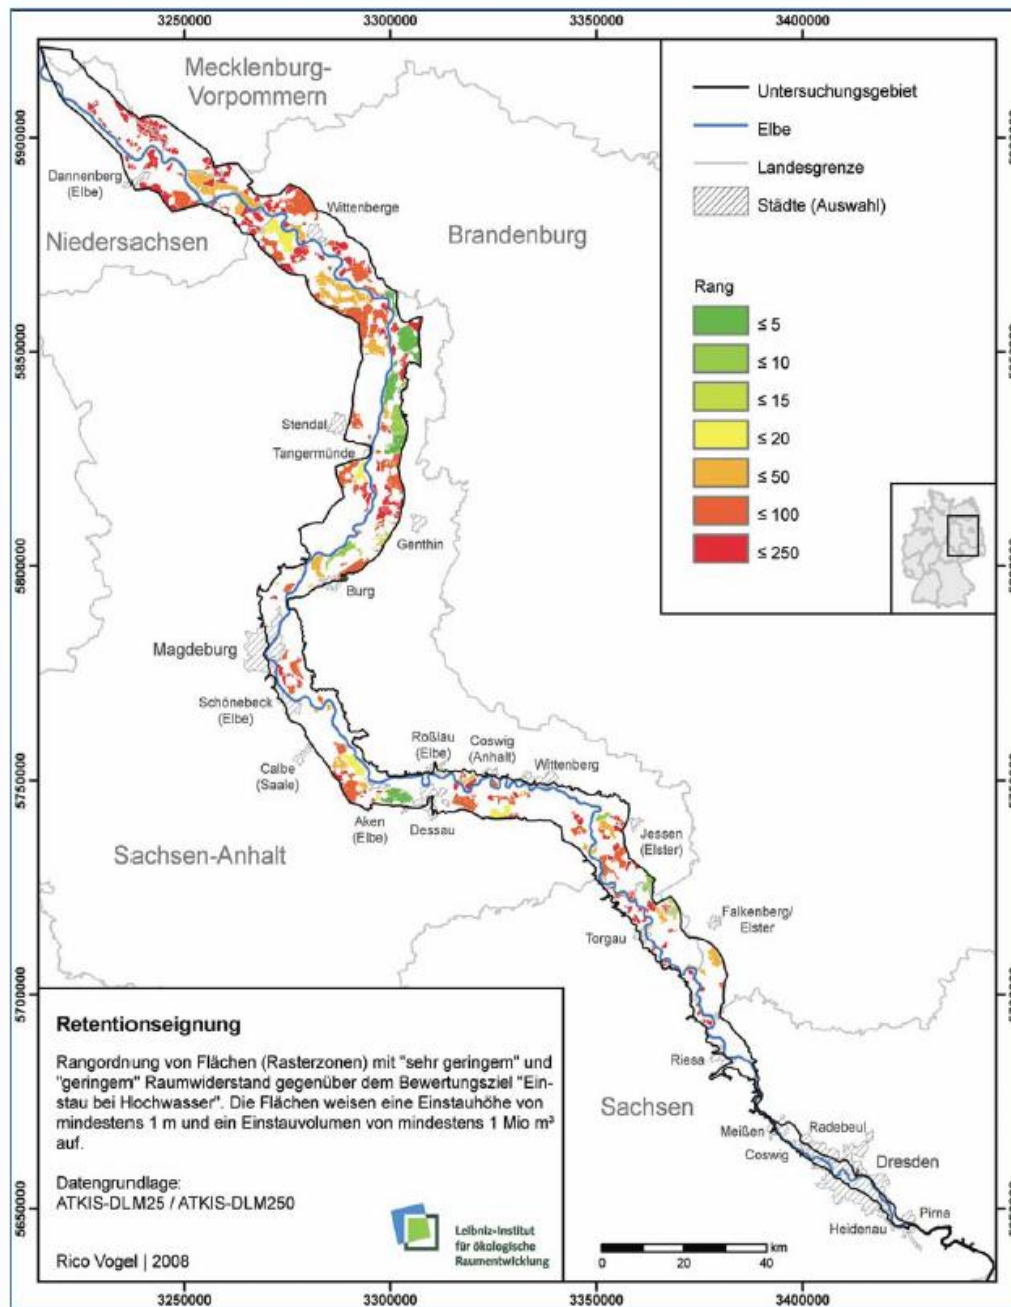 3250000
3300000
3350000
3400000
Mecklenburg-
Vorpommern
5900000
Dannenberg
(Elbe)
Niedersachsen
Wittenberge
Brandenburg
5850000
Stendal
Tangermünde
Genthin
5800000
Burg
Magdeburg
Schönebeck
(Elbe)
Calbe
(Saale)
5750000
Roßlau
(Elbe)
Coswig
(Anhalt)
Wittenberg
Aken
(Elbe)
Dessau
Jessen
(Elster)
Sachsen-Anhalt
Falkenberg/
Elster
Torgau
5700000
Riesa
Sachsen
Meißen
Radebeul
Coswig
Dresden
Heidenau
Pirna
5650000
Untersuchungsgebiet
Elbe
Landesgrenze
Städte (Auswahl)
Rang
≤ 5
≤ 10
≤ 15
≤ 20
≤ 50
≤ 100
≤ 250
Retentionseignung
Rangordnung von Flächen (Rasterzonen) mit "sehr geringem" und
"geringem" Raumwiderstand gegenüber dem Bewertungsziel "Ein-
stau bei Hochwasser". Die Flächen weisen eine Einstauhöhe von
mindestens 1 m und ein Einstauvolumen von mindestens 1 Mio m³
auf.
Datengrundlage:
ATKIS-DLM25 / ATKIS-DLM250
Rico Vogel | 2008
Leibniz-Institut
für ökologische
Raumentwicklung
km
0
20
40
3250000
3300000
3350000
3400000